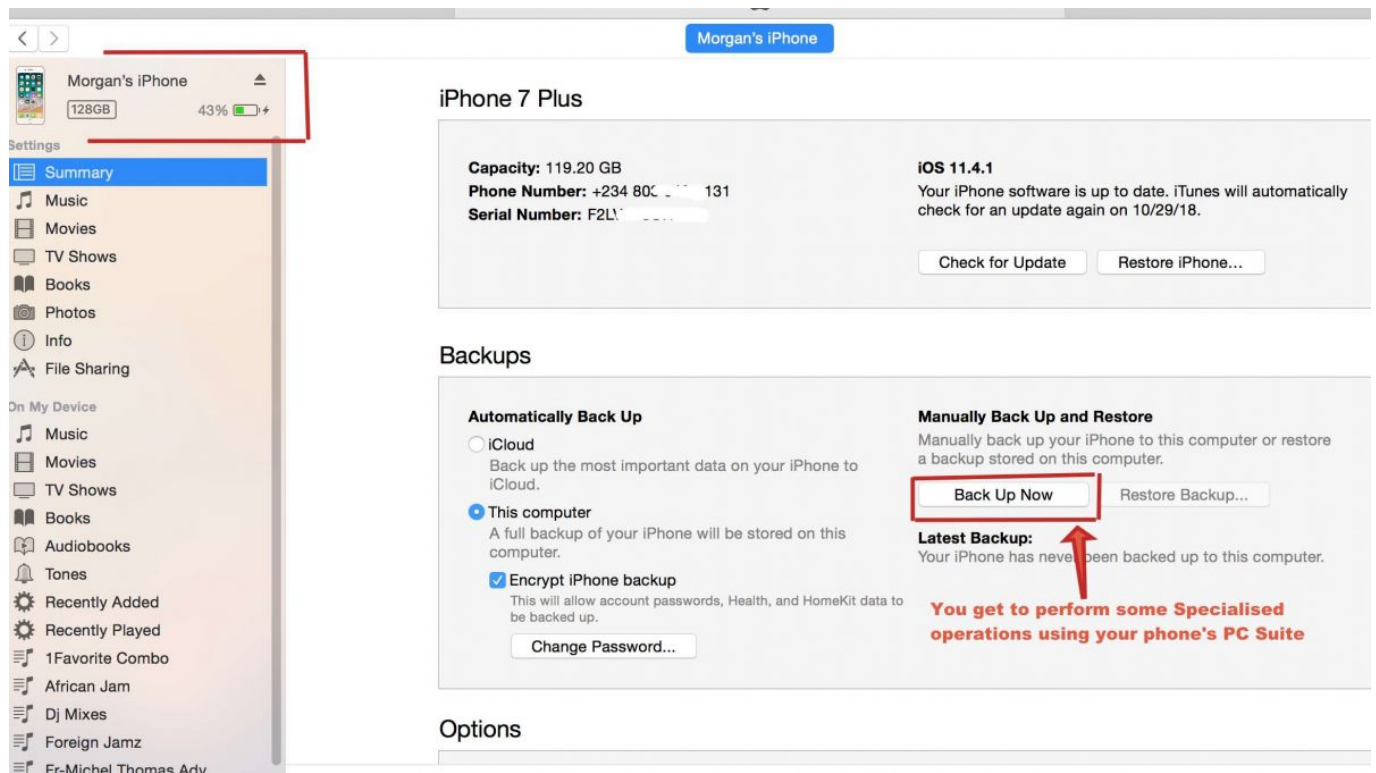 Morgan's iPhone
Morgan's iPhone
128GB
43%
Settings
Summary
Music
Movies
TV Shows
Books
Photos
Info
File Sharing
On My Device
Music
Movies
TV Shows
Books
Audiobooks
Tones
Recently Added
Recently Played
1Favorite Combo
African Jam
Dj Mixes
Foreign Jamz
Fr-Michel Thomas Adv
iPhone 7 Plus
Capacity: 119.20 GB
Phone Number: +234 80 131
Serial Number: F2L
iOS 11.4.1
Your iPhone software is up to date. iTunes will automatically
check for an update again on 10/29/18.
Check for Update
Restore iPhone...
Backups
Automatically Back Up
iCloud
Back up the most important data on your iPhone to
iCloud.
This computer
A full backup of your iPhone will be stored on this
computer.
Encrypt iPhone backup
This will allow account passwords, Health, and HomeKit data to
be backed up.
Change Password...
Manually Back Up and Restore
Manually back up your iPhone to this computer or restore
a backup stored on this computer.
Back Up Now
Restore Backup...
Latest Backup:
Your iPhone has never been backed up to this computer.
You get to perform some Specialised
operations using your phone's PC Suite
Options